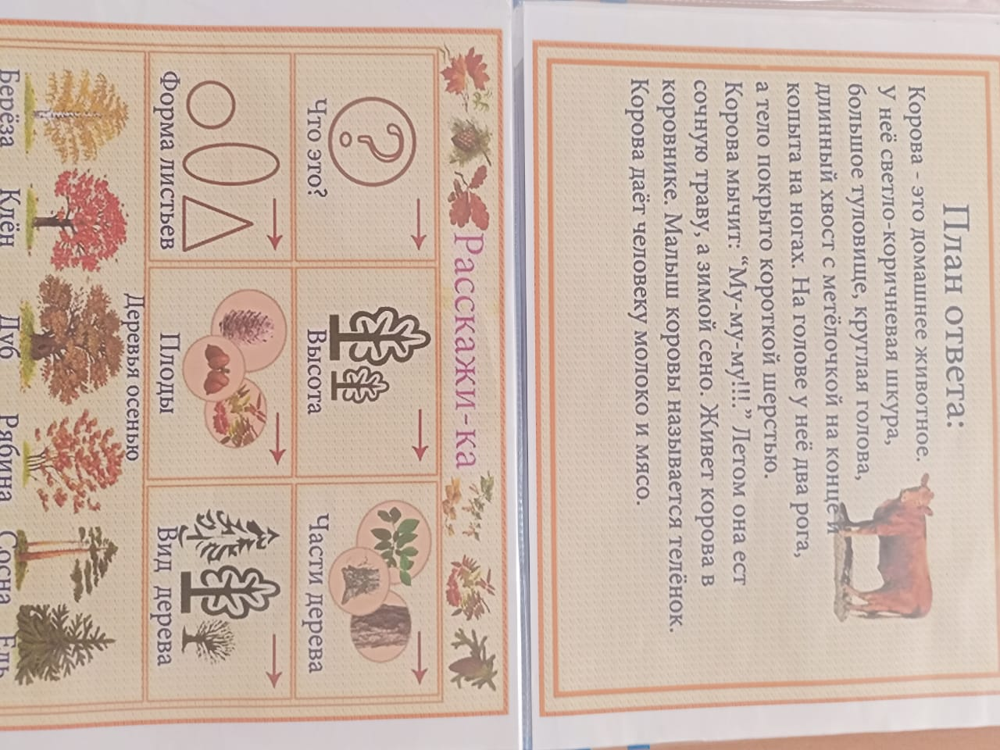 План ответа:
Корова - это домашнее животное.
У неё светло-коричневая шкура,
большое туловище, круглая голова,
длинный хвост с метёлочкой на конце и
копыта на ногах. На голове у неё два рога,
а тело покрыто короткой шерстью.
Корова мычит: “Му-му-му!!!.” Летом она ест
сочную траву, а зимой сено. Живет корова в
коровнике. Малыш коровы называется телёнок.
Корова даёт человеку молоко и мясо.
Расскажи-ка
Что это?
Высота
Части дерева
Форма листьев
Плоды
Вид дерева
Деревья осенью
Берёза
Клён
Дуб
Рябина
Сосна
Ель